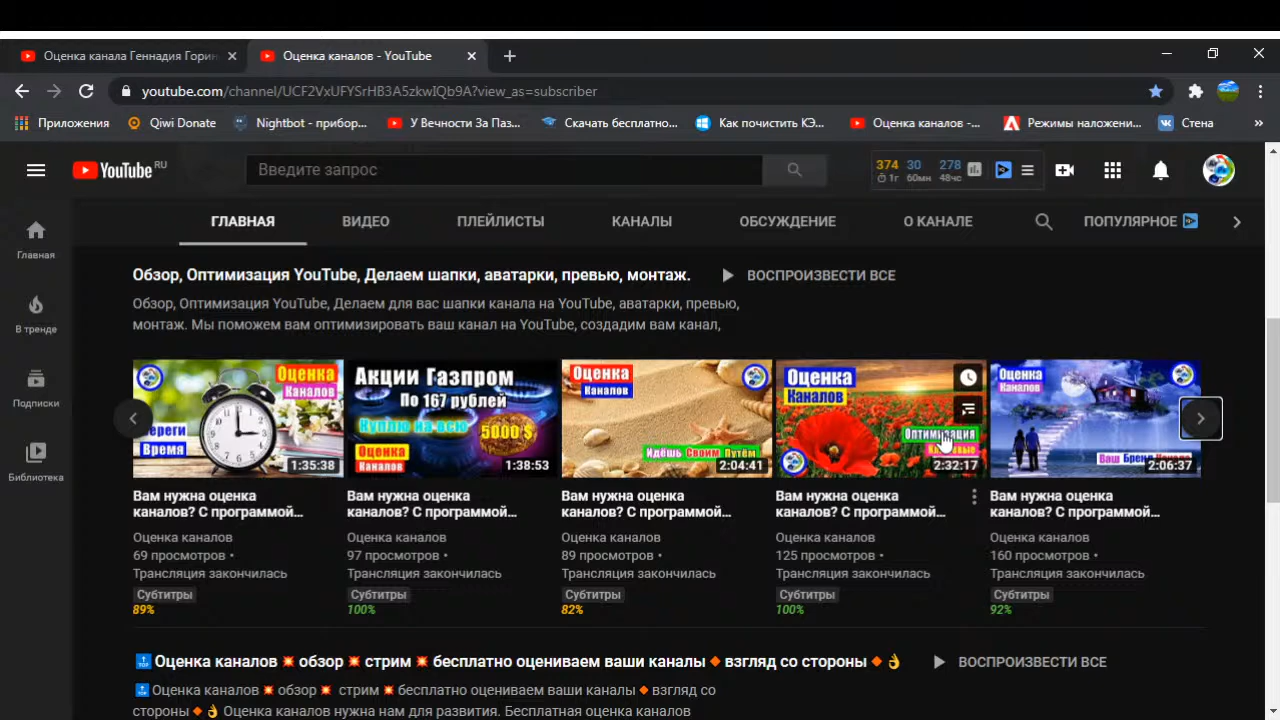 Оценка канала Геннадия Горин
Оценка каналов - YouTube
youtube.com/channel/UCF2VxUFYSrHB3A5zkwIQb9A?view_as=subscriber
Приложения
Qiwi Donate
Nightbot - прибор...
У Вечности За Паз...
Скачать бесплатно...
Как почистить КЭ...
Оценка каналов -...
Режимы наложени...
Стена
»
YouTube RU
Введите запрос
374 30 278
1г 60мн 48чс
Главная
В тренде
Подписки
Библиотека
ГЛАВНАЯ
ВИДЕО
ПЛЕЙЛИСТЫ
КАНАЛЫ
ОБСУЖДЕНИЕ
О КАНАЛЕ
ПОПУЛЯРНОЕ
Обзор, Оптимизация YouTube, Делаем шапки, аватарки, превью, монтаж.
ВОСПРОИЗВЕСТИ ВСЕ
Обзор, Оптимизация YouTube, Делаем для вас шапки канала на YouTube, аватарки, превью,
монтаж. Мы поможем вам оптимизировать ваш канал на YouTube, создадим вам канал,
Оценка
Каналов
Время
1:35:38
Вам нужна оценка
каналов? С программой...
Оценка каналов
69 просмотров •
Трансляция закончилась
Субтитры
89%
Акции Газпром
По 167 рублей
Куплю на всю
5000 $
Оценка
Каналов
1:38:53
Вам нужна оценка
каналов? С программой...
Оценка каналов
97 просмотров •
Трансляция закончилась
Субтитры
100%
Оценка
Каналов
Идёшь Своим Путём
2:04:41
Вам нужна оценка
каналов? С программой...
Оценка каналов
89 просмотров •
Трансляция закончилась
Субтитры
82%
Оценка
Каналов
Оптимизация
2:32:17
Вам нужна оценка
каналов? С программой...
Оценка каналов
125 просмотров •
Трансляция закончилась
Субтитры
100%
Оценка
Каналов
Ваш Бренд
2:06:37
Вам нужна оценка
каналов? С программой...
Оценка каналов
160 просмотров •
Трансляция закончилась
Субтитры
92%
🔝Оценка каналов 💥 обзор 💥 стрим 💥 бесплатно оцениваем ваши каналы 🔸 взгляд со стороны 🔸 👌
ВОСПРОИЗВЕСТИ ВСЕ
🔝Оценка каналов 💥 обзор 💥 стрим 💥 бесплатно оцениваем ваши каналы 🔸 взгляд со
стороны 🔸 👌 Оценка каналов нужна нам для развития. Бесплатная оценка каналов